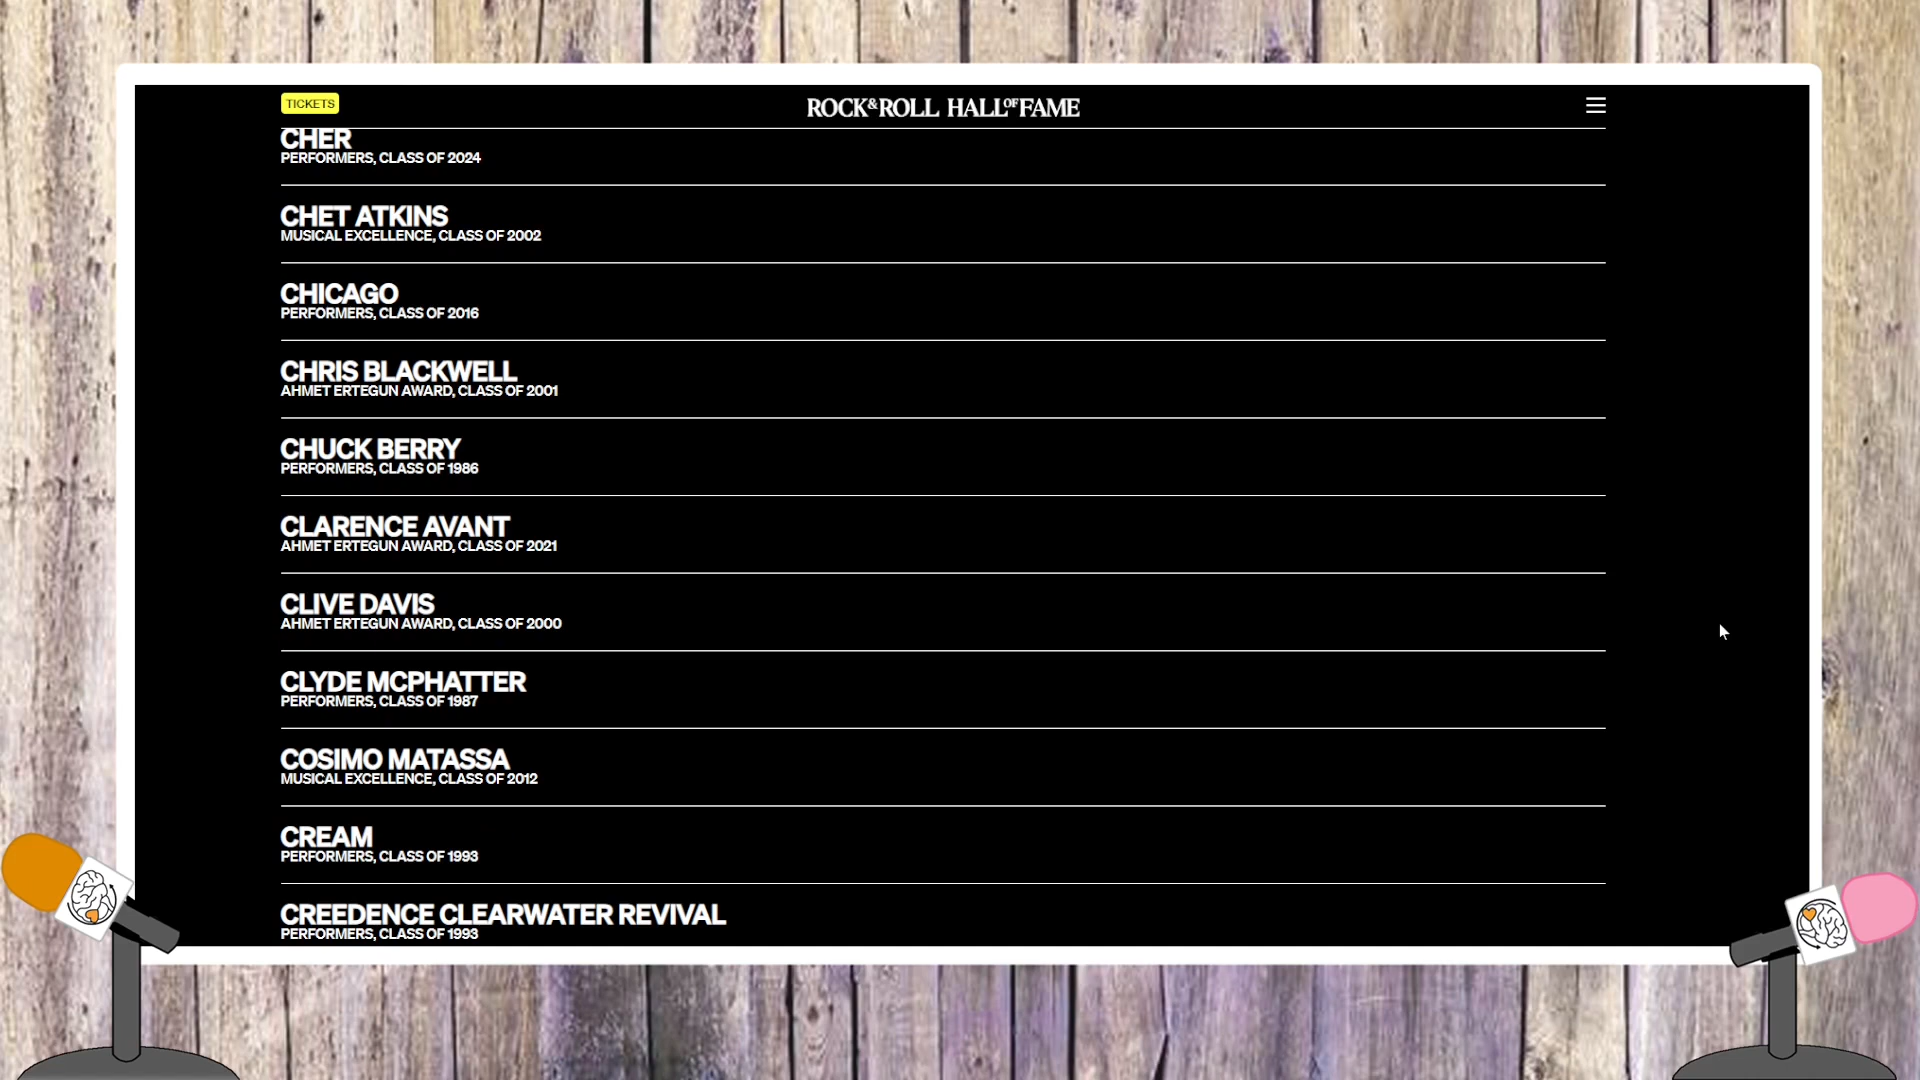 TICKETS
ROCK&ROLL HALL OF FAME
CHER
PERFORMERS, CLASS OF 2024
CHET ATKINS
MUSICAL EXCELLENCE, CLASS OF 2002
CHICAGO
PERFORMERS, CLASS OF 2016
CHRIS BLACKWELL
AHMET ERTEGUN AWARD, CLASS OF 2001
CHUCK BERRY
PERFORMERS, CLASS OF 1986
CLARENCE AVANT
AHMET ERTEGUN AWARD, CLASS OF 2021
CLIVE DAVIS
AHMET ERTEGUN AWARD, CLASS OF 2000
CLYDE MCPHATTER
PERFORMERS, CLASS OF 1987
COSIMO MATASSA
MUSICAL EXCELLENCE, CLASS OF 2012
CREAM
PERFORMERS, CLASS OF 1993
CREEDENCE CLEARWATER REVIVAL
PERFORMERS, CLASS OF 1993